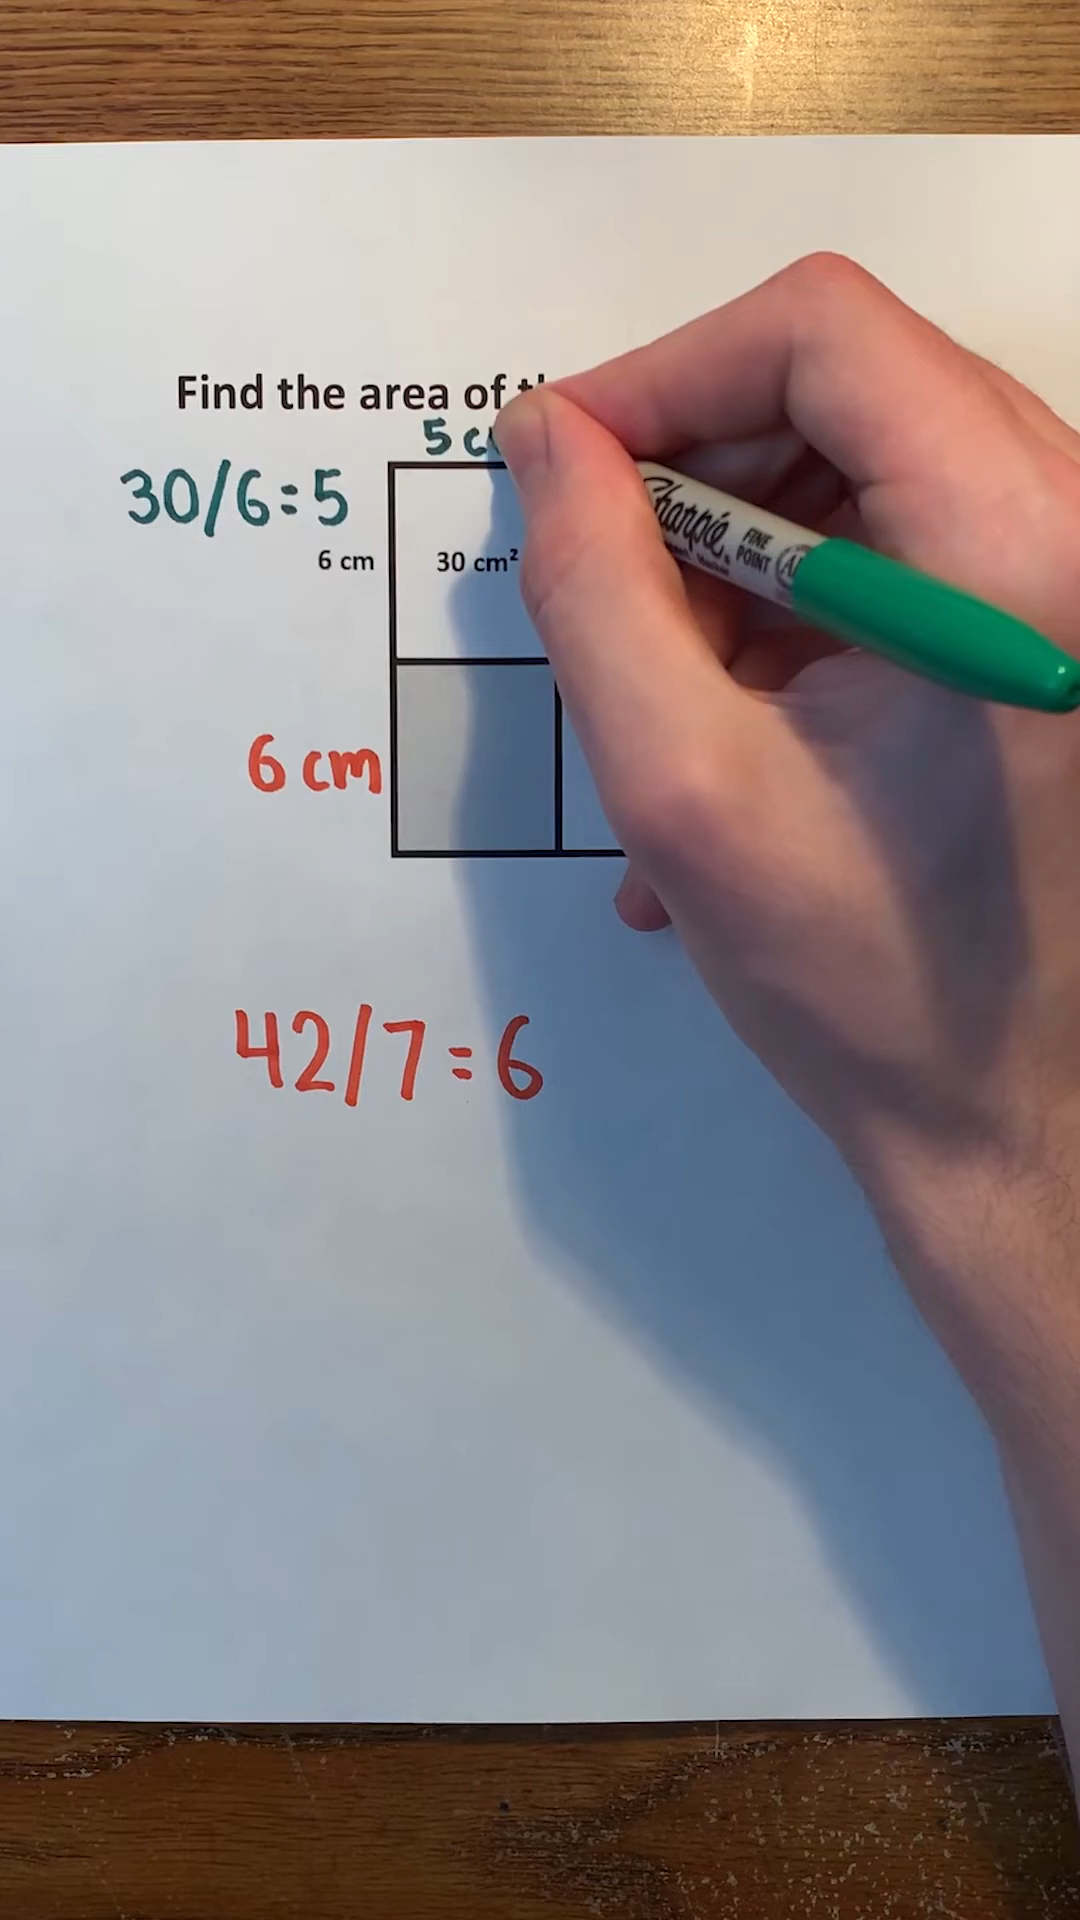 Find the area of
5 c
30/6=5
6 cm
30 cm²
Sharpie
FINE
POINT
6 cm
42/7=6